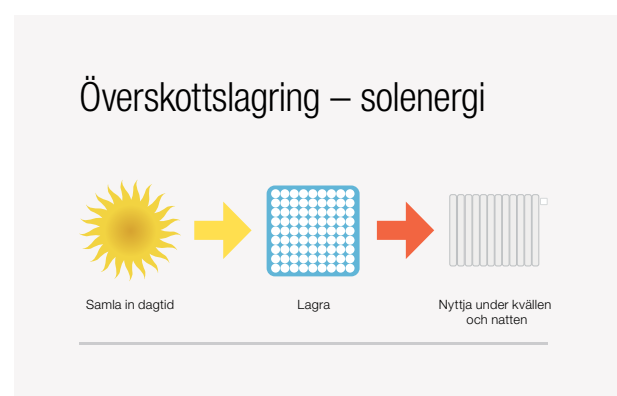 Överskottslagring – solenergi
Samla in dagtid
Lagra
Nyttja under kvällen
och natten